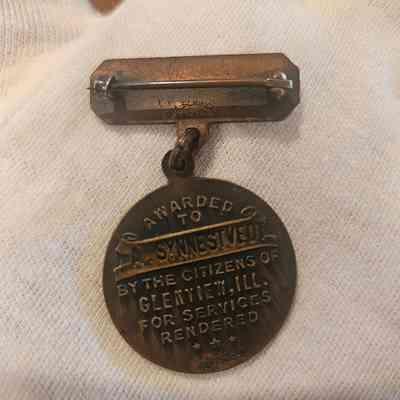 AWARDED
TO
A. SYNNESTVEDT
BY THE CITIZENS OF
GLENVIEW, ILL.
FOR SERVICES
RENDERED